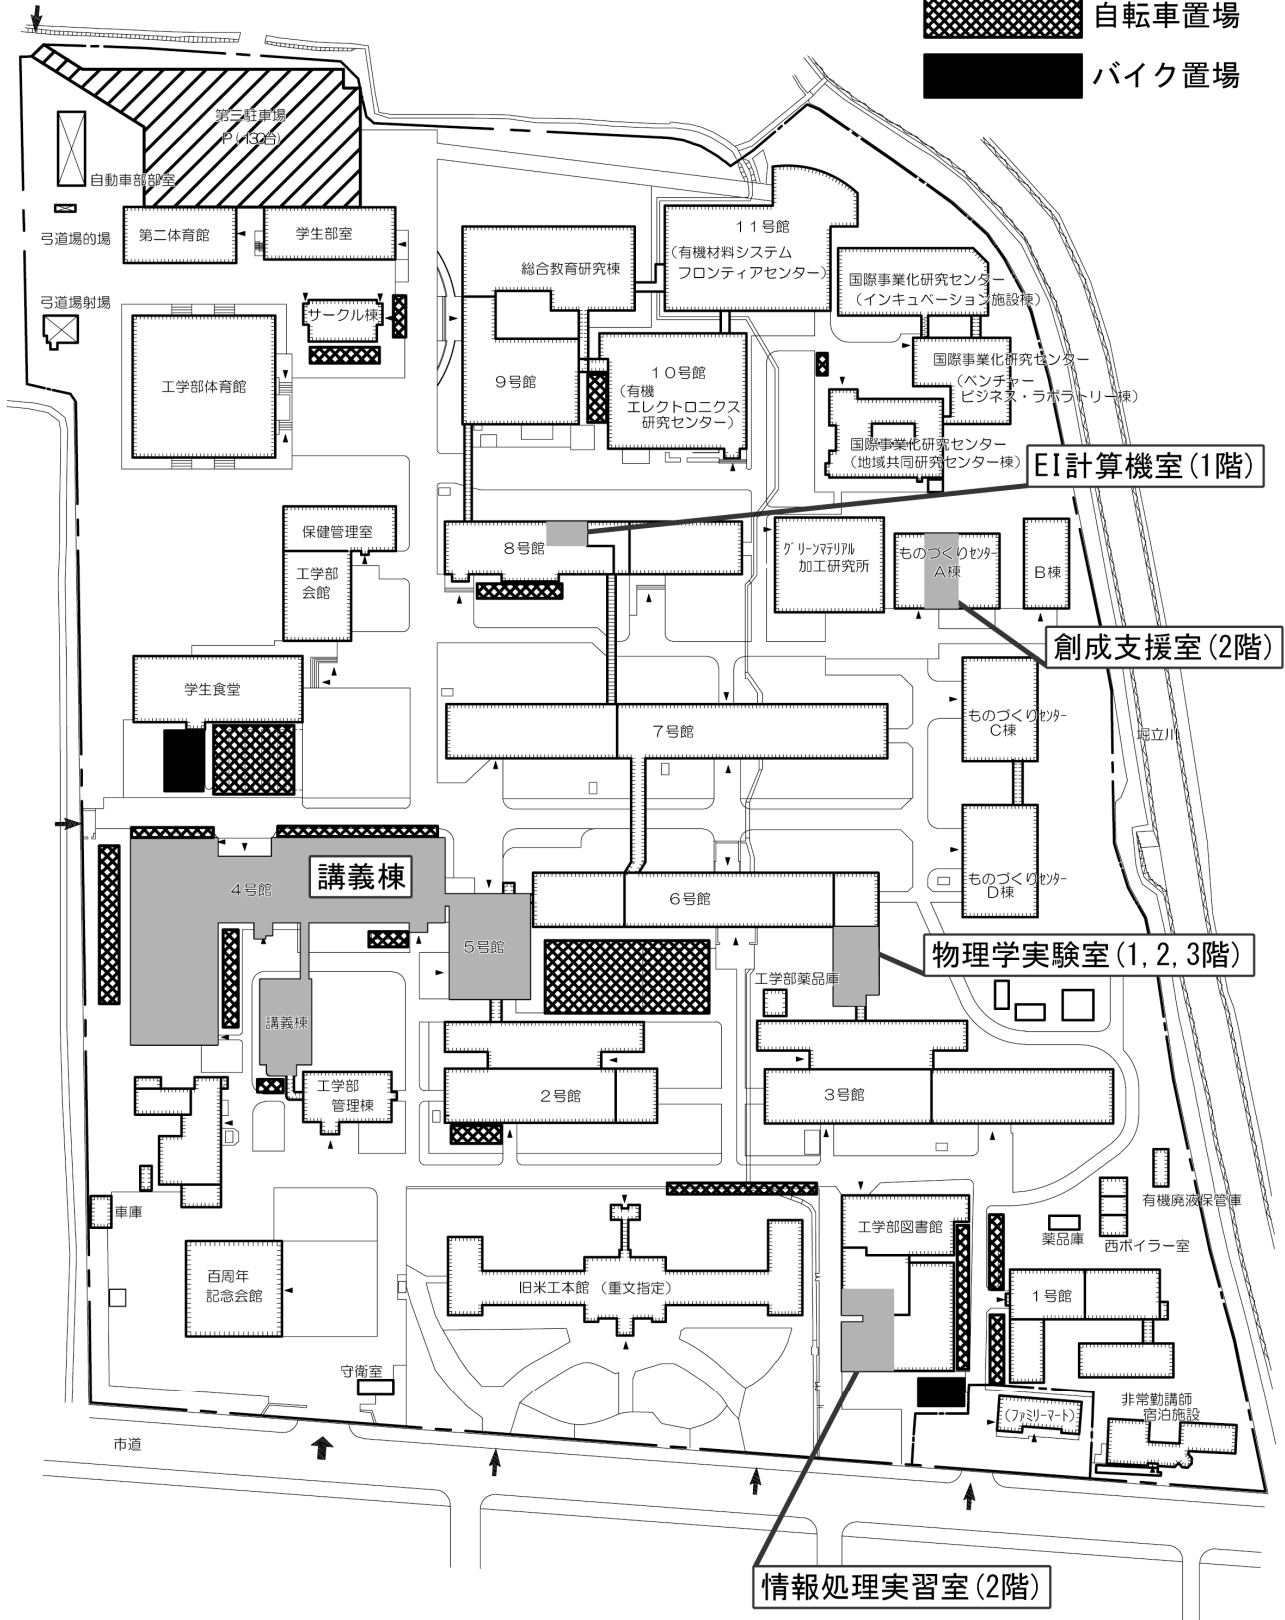 自転車置場
バイク置場
第三駐車場
P(130台)
自動車部部室
弓道場的場
第二体育館
学生部室
弓道場射場
サークル棟
工学部体育館
総合教育研究棟
11号館
(有機材料システム
フロンティアセンター)
国際事業化研究センター
(インキュベーション施設棟)
9号館
10号館
(有機
エレクトロニクス
研究センター)
国際事業化研究センター
(ベンチャー
ビジネス・ラボラトリー棟)
国際事業化研究センター
(地域共同研究センター棟)
EI計算機室(1階)
保健管理室
工学部
会館
8号館
グリーンマテリアル
加工研究所
ものづくりセンター
A棟
B棟
創成支援室(2階)
学生食堂
7号館
ものづくりセンター
C棟
堀立川
4号館
講義棟
5号館
6号館
ものづくりセンター
D棟
物理学実験室(1,2,3階)
工学部薬品庫
講義棟
工学部
管理棟
2号館
3号館
車庫
有機廃液保管庫
薬品庫
西ボイラー室
百周年
記念会館
旧米工本館 (重文指定)
工学部図書館
1号館
守衛室
(ファミリーマート)
非常勤講師
宿泊施設
市道
情報処理実習室(2階)